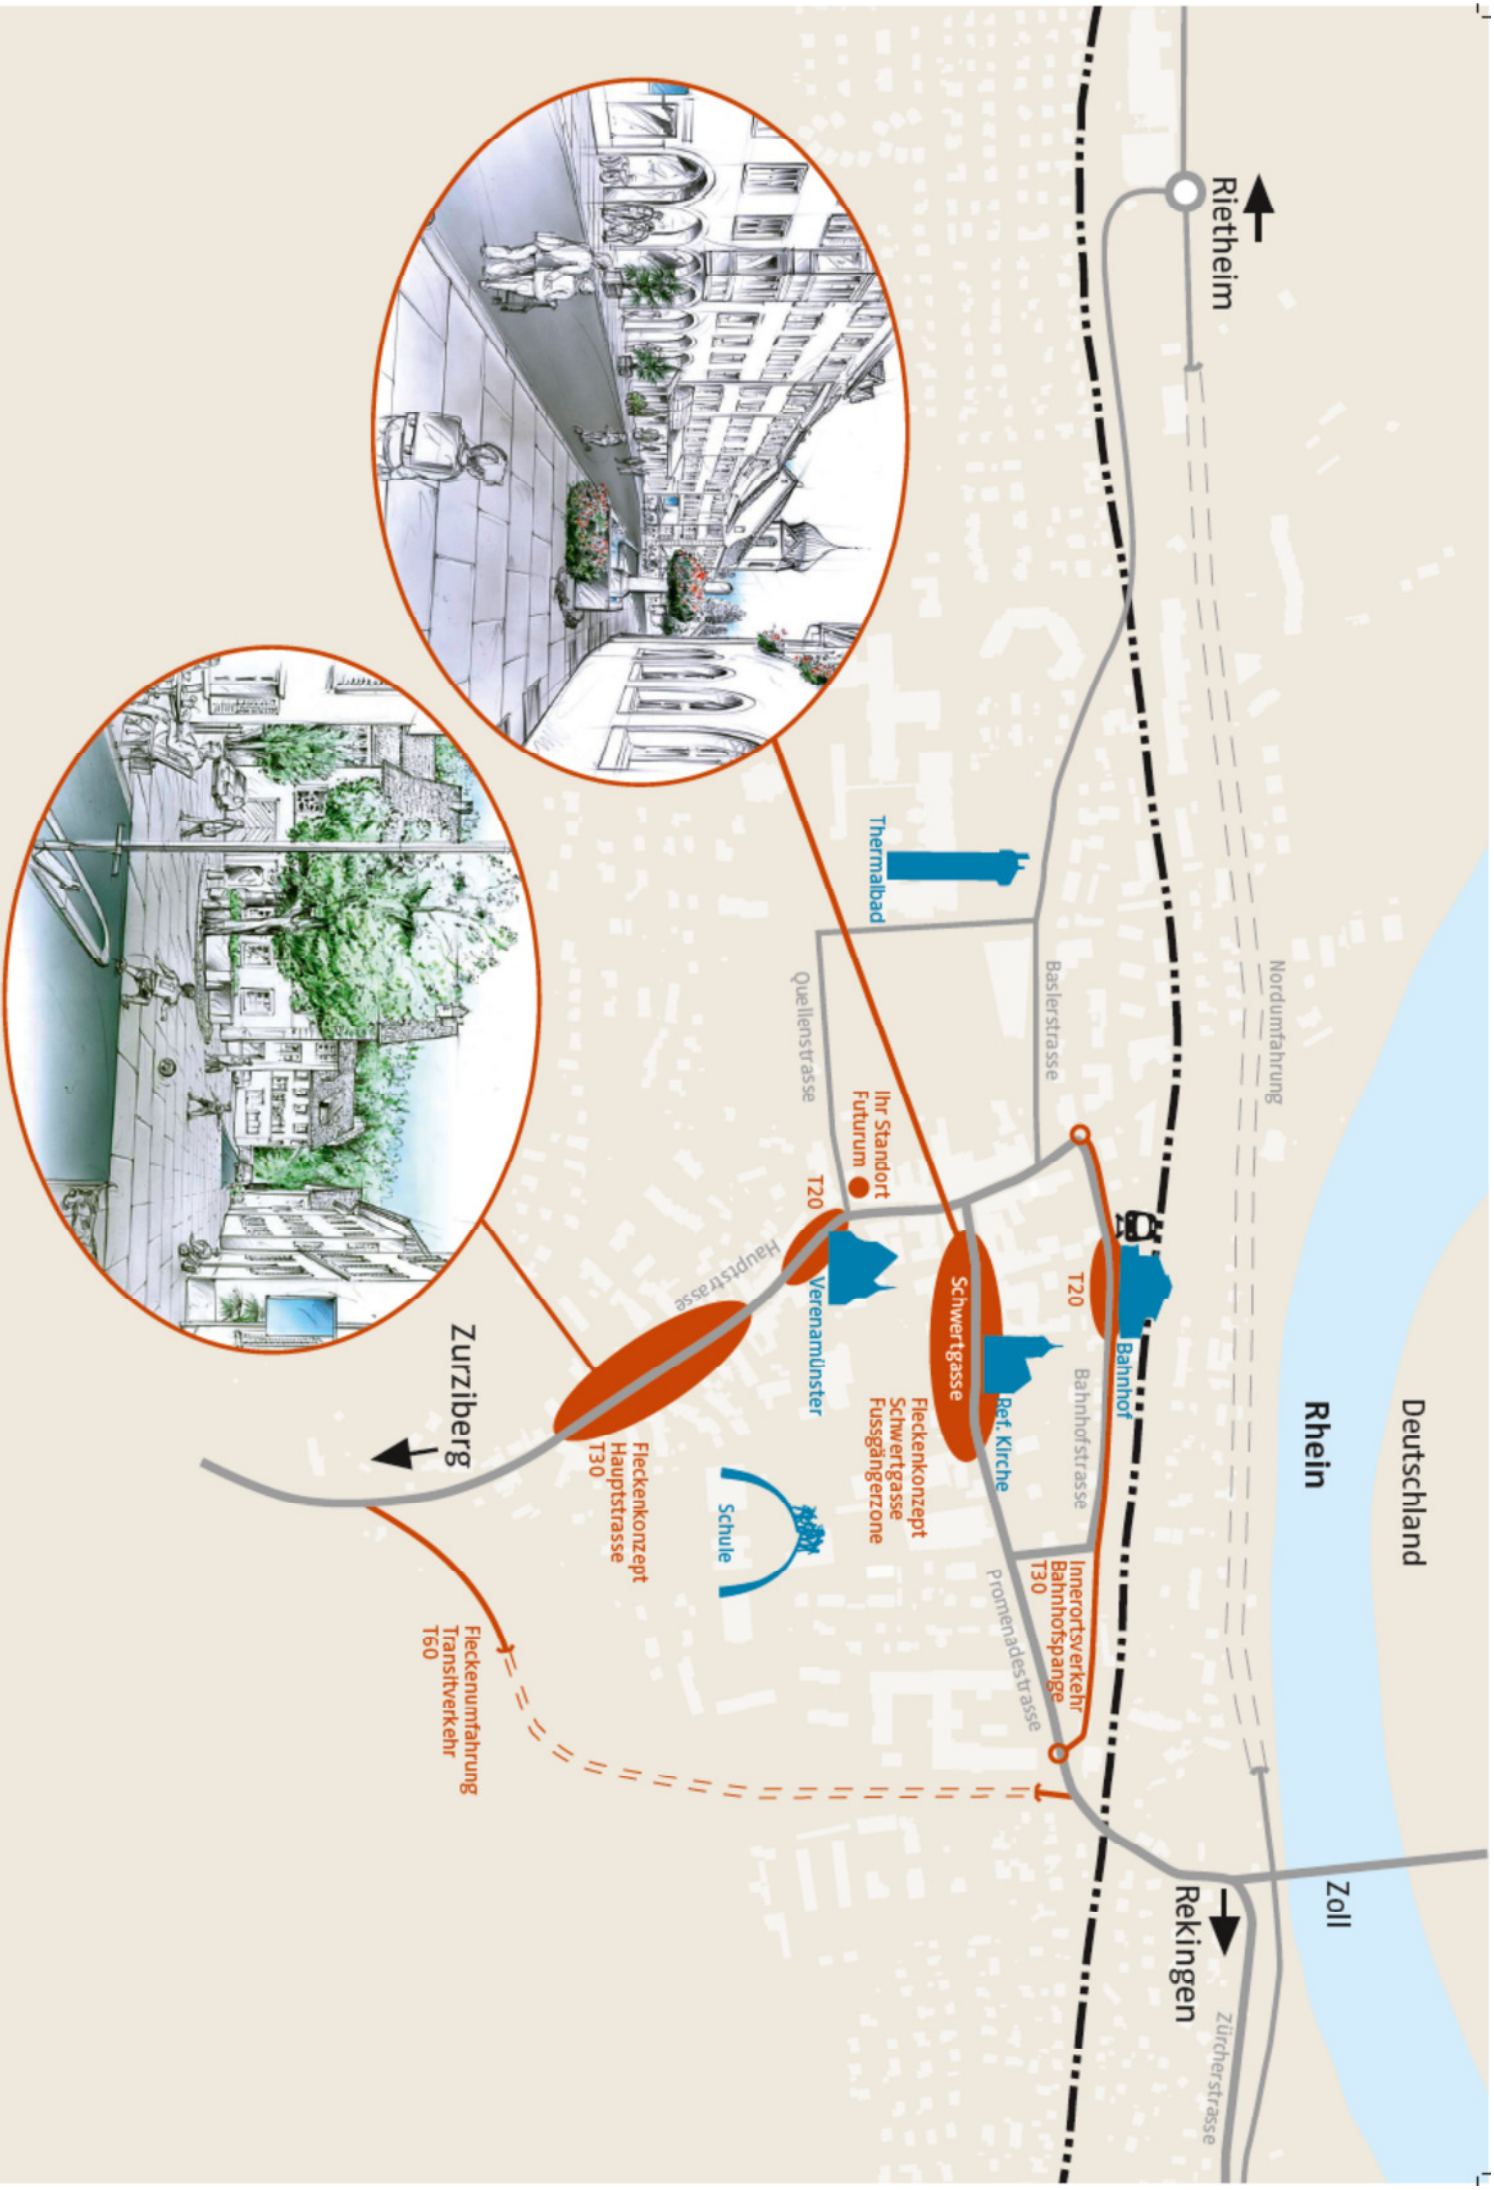 Deutschland
Rhein
Zoll
Rietheim
Nordumfahrung
Rekingen
Zürcherstrasse
Bahnhof
T20
Bahnhofstrasse
Innerortsverkehr
Bahnhofspange
T30
Baslerstrasse
Thermalbad
Quellenstrasse
Ihr Standort
Futurum
Schwertgasse
Ref. Kirche
Promenadestrasse
Fleckenkonzept
Schwertgasse
Fussgängerzone
T20
Verenamünster
Hauptstrasse
Schule
Fleckenkonzept
Hauptstrasse
T30
Zurziberg
Fleckenumfahrung
Transitverkehr
T60